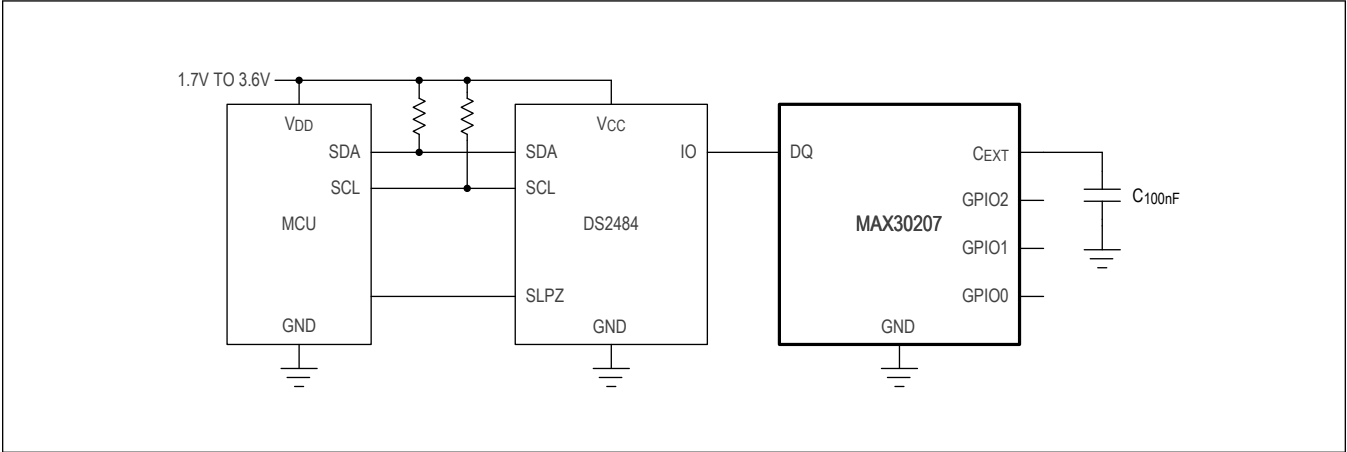 1.7V TO 3.6V
VDD
SDA
SCL
MCU
GND
VCC
SDA
IO
SCL
DS2484
SLPZ
GND
DQ
CEXT
GPIO2
MAX30207
GPIO1
GPIO0
GND
C100nF